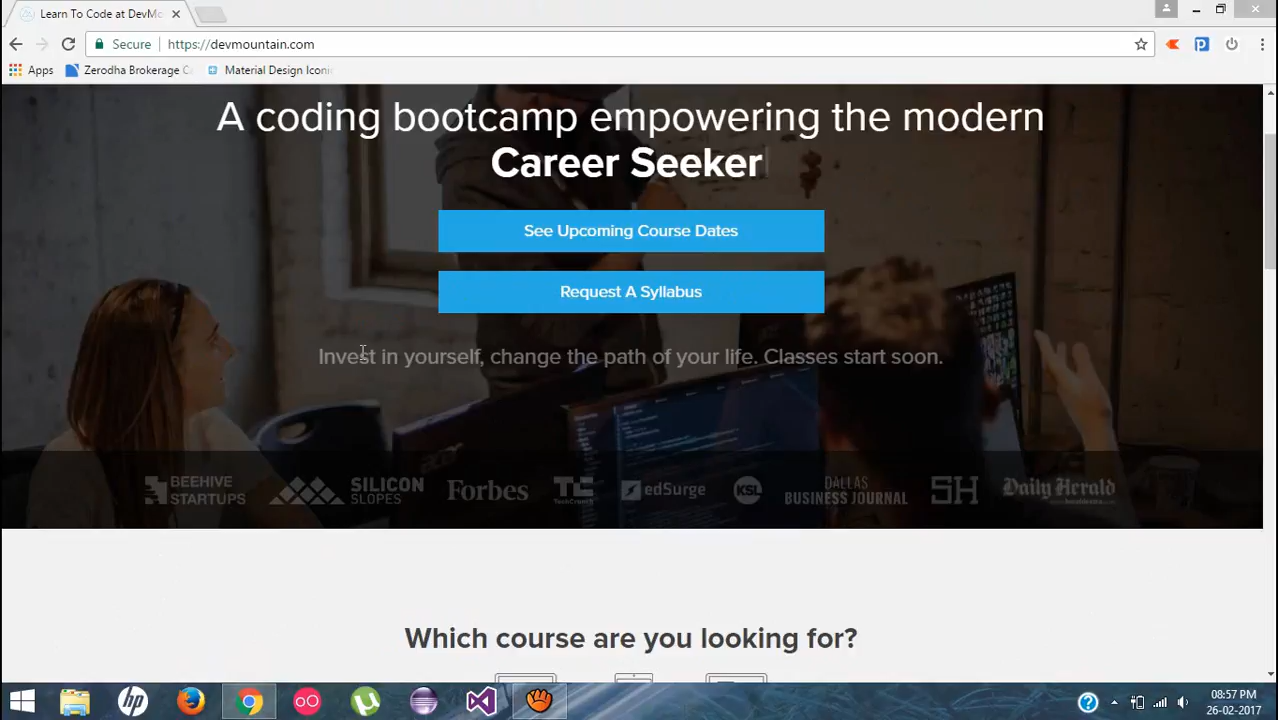 Learn To Code at DevMo
Secure
https://devmountain.com
Apps
Zerodha Brokerage C
Material Design Iconic
A coding bootcamp empowering the modern
Career Seeker
See Upcoming Course Dates
Request A Syllabus
Invest in yourself, change the path of your life. Classes start soon.
BEEHIVE
STARTUPS
SILICON
SLOPES
Forbes
TC
TechCrunch
edSurge
KSL
DALLAS
BUSINESS JOURNAL
SH
Daily Herald
Which course are you looking for?
08:57 PM
26-02-2017